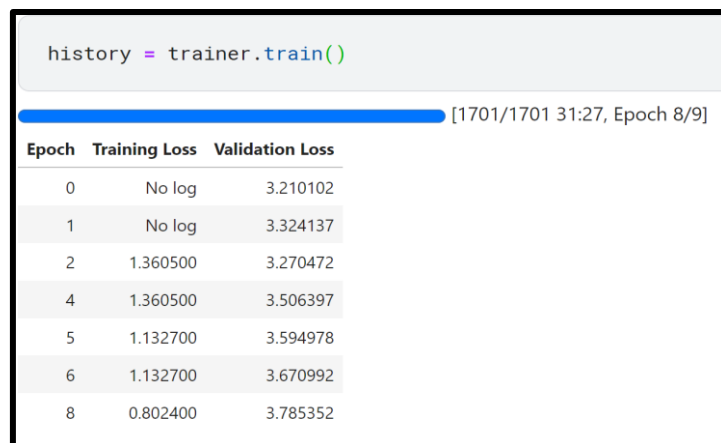 history = trainer.train()
[1701/1701 31:27, Epoch 8/9]
Epoch Training Loss Validation Loss
0 No log 3.210102
1 No log 3.324137
2 1.360500 3.270472
4 1.360500 3.506397
5 1.132700 3.594978
6 1.132700 3.670992
8 0.802400 3.785352